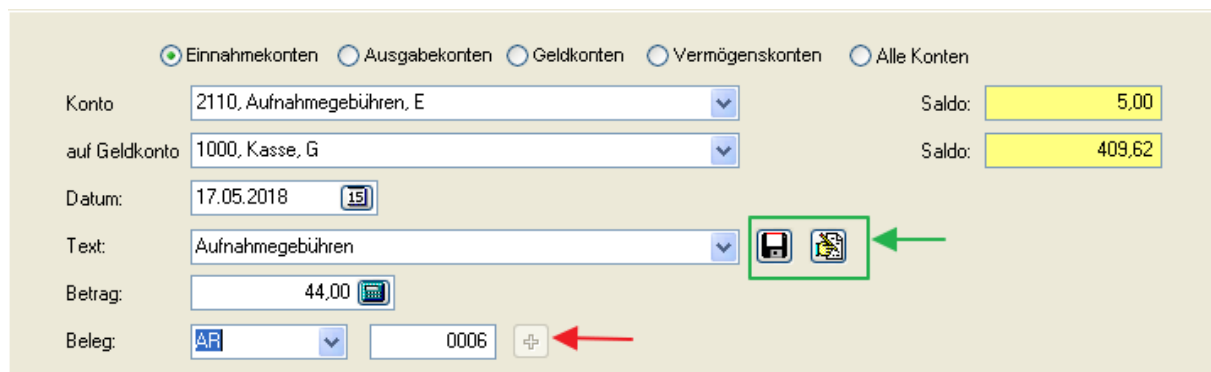 Einnahmekonten Ausgabekonten Geldkonten Vermögenskonten Alle Konten
Konto 2110, Aufnahmegebühren, E Saldo: 5,00
auf Geldkonto 1000, Kasse, G Saldo: 409,62
Datum: 17.05.2018 15
Text: Aufnahmegebühren
Betrag: 44,00
Beleg: AR 0006